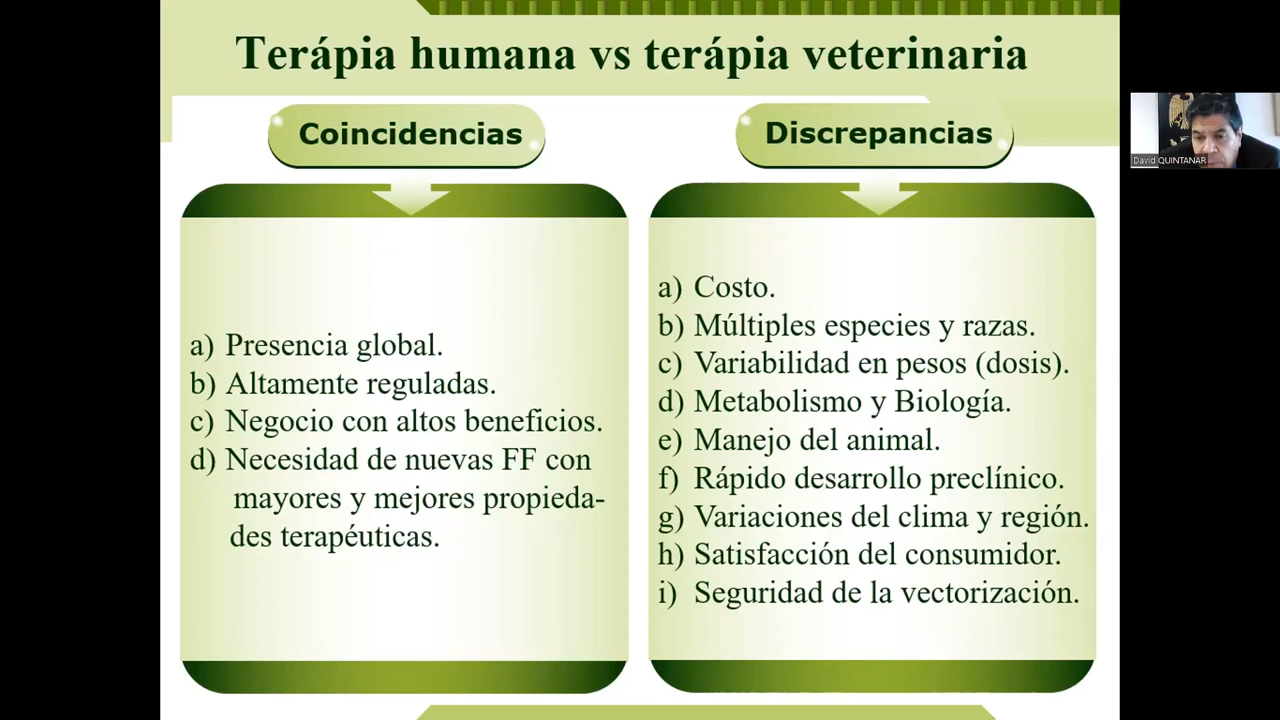 Terápia humana vs terápia veterinaria
Coincidencias
a) Presencia global.
b) Altamente reguladas.
c) Negocio con altos beneficios.
d) Necesidad de nuevas FF con
mayores y mejores propieda-
des terapéuticas.
Discrepancias
a) Costo.
b) Múltiples especies y razas.
c) Variabilidad en pesos (dosis).
d) Metabolismo y Biología.
e) Manejo del animal.
f) Rápido desarrollo preclínico.
g) Variaciones del clima y región.
h) Satisfacción del consumidor.
i) Seguridad de la vectorización.
David QUINTANAR